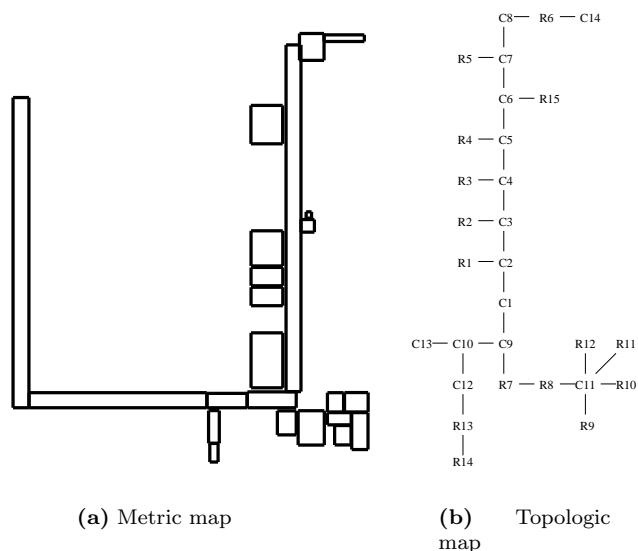 C8 R6 C14
R5 C7
C6 R15
R4 C5
R3 C4
R2 C3
R1 C2
C1
C13 C10 C9 R12 R11
C12 R7 R8 C11 R10
R13 R9
R14
(a) Metric map
(b) Topologic
map